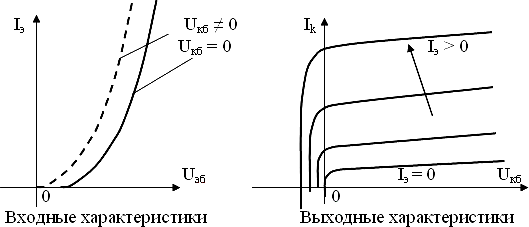 Iэ
Uкб ≠ 0
Uкб = 0
Uэб
0
Входные характеристики
Ik
Iэ > 0
Iэ = 0
Uкб
0
Выходные характеристики